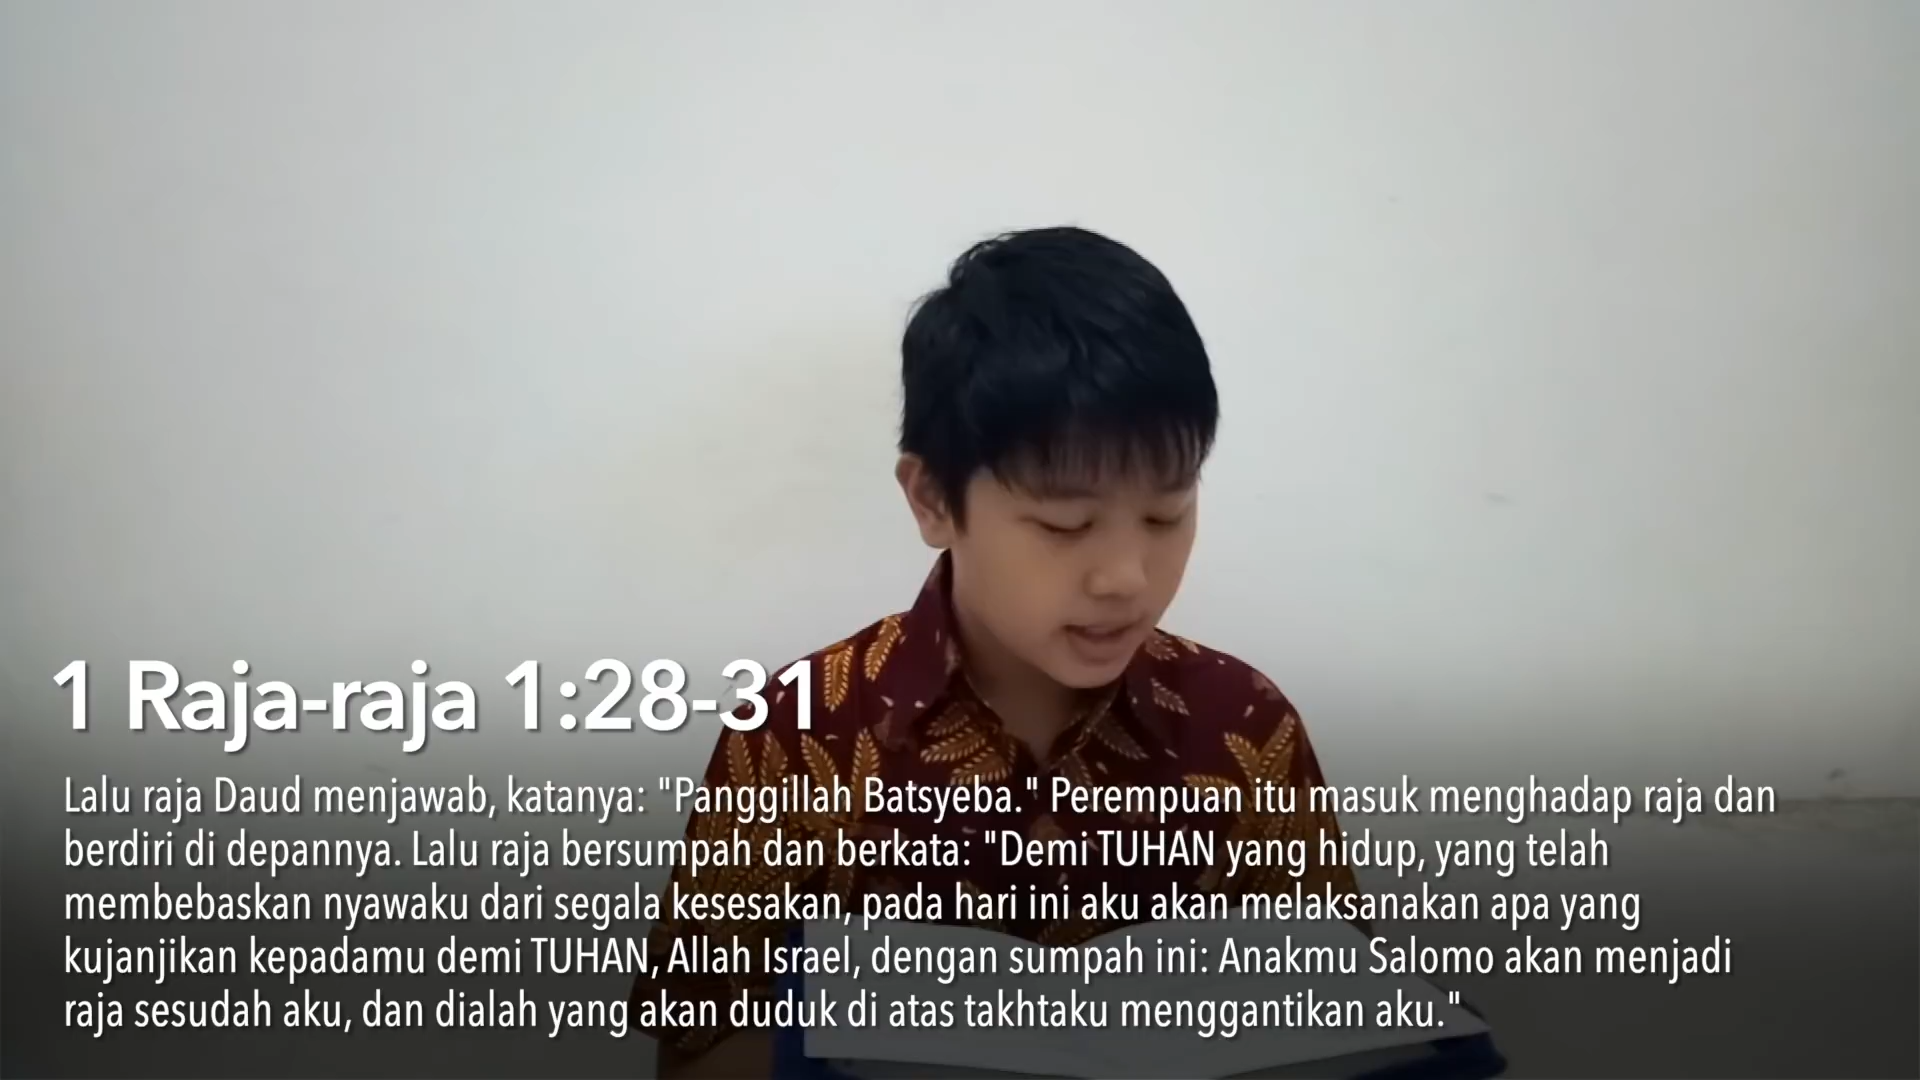 1 Raja-raja 1:28-31
Lalu raja Daud menjawab, katanya: "Panggillah Batsyeba." Perempuan itu masuk menghadap raja dan
berdiri di depannya. Lalu raja bersumpah dan berkata: "Demi TUHAN yang hidup, yang telah
membebaskan nyawaku dari segala kesesakan, pada hari ini aku akan melaksanakan apa yang
kujanjikan kepadamu demi TUHAN, Allah Israel, dengan sumpah ini: Anakmu Salomo akan menjadi
raja sesudah aku, dan dialah yang akan duduk di atas takhtaku menggantikan aku."